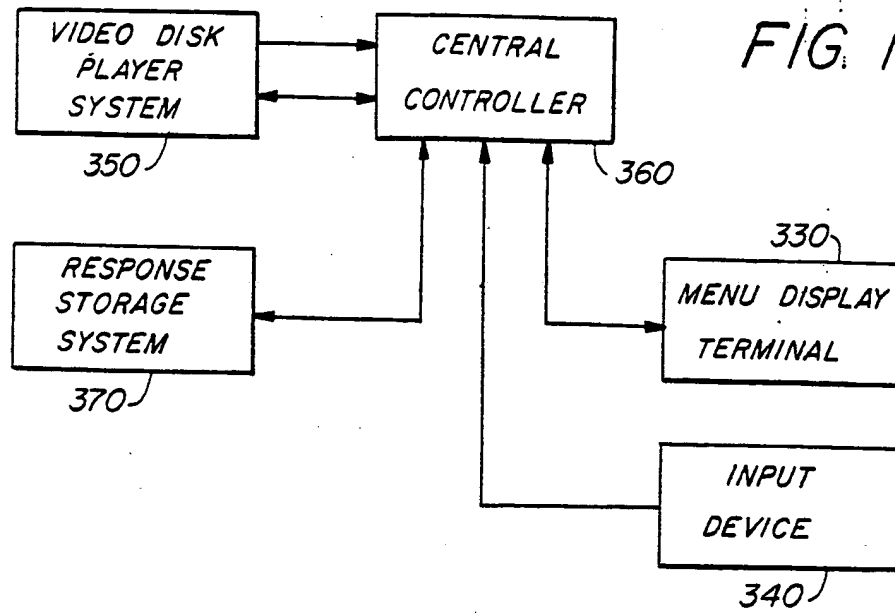 VIDEO DISK
PLAYER
SYSTEM
350
CENTRAL
CONTROLLER
360
FIG. 1
RESPONSE
STORAGE
SYSTEM
370
330
MENU DISPLAY
TERMINAL
INPUT
DEVICE
340